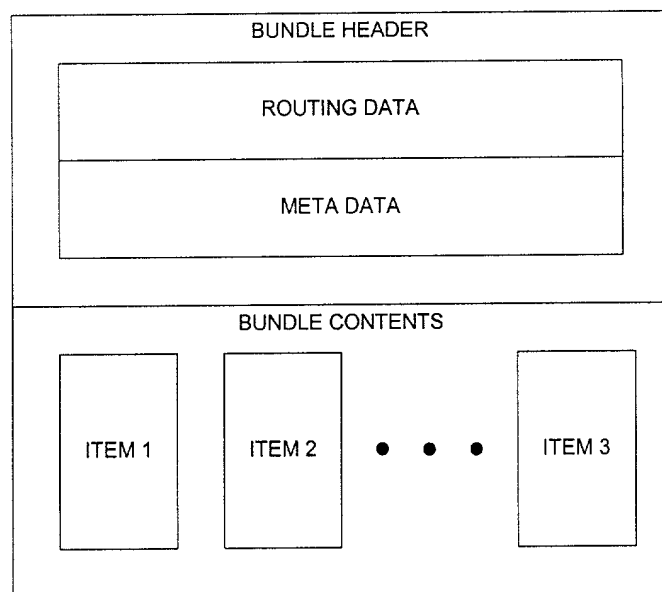 BUNDLE HEADER
ROUTING DATA
META DATA
BUNDLE CONTENTS
ITEM 1
ITEM 2
ITEM 3